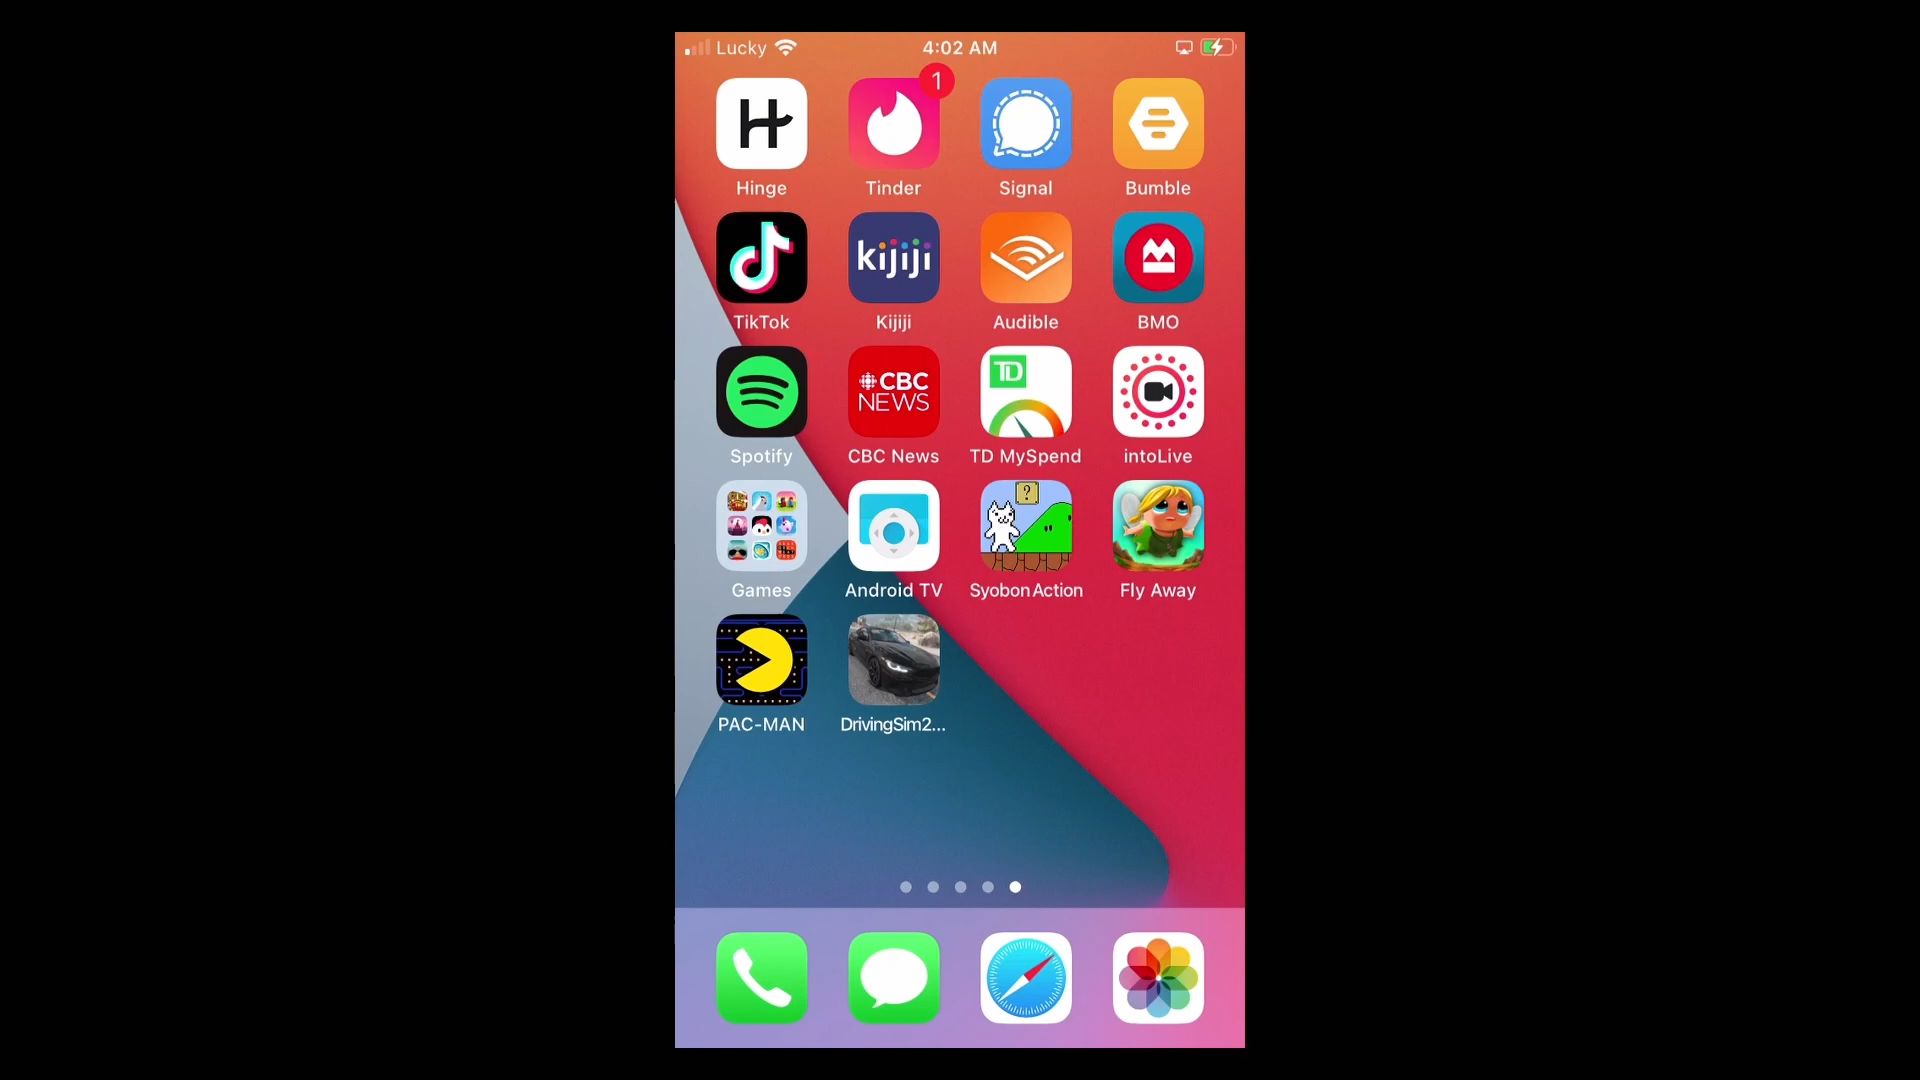 Lucky 4:02 AM
1
Hinge Tinder Signal Bumble
kijiji
TikTok Kijiji Audible BMO
TD
CBC
NEWS
Spotify CBC News TD MySpend intoLive
?
Games Android TV Syobon Action Fly Away
PAC-MAN DrivingSim2...